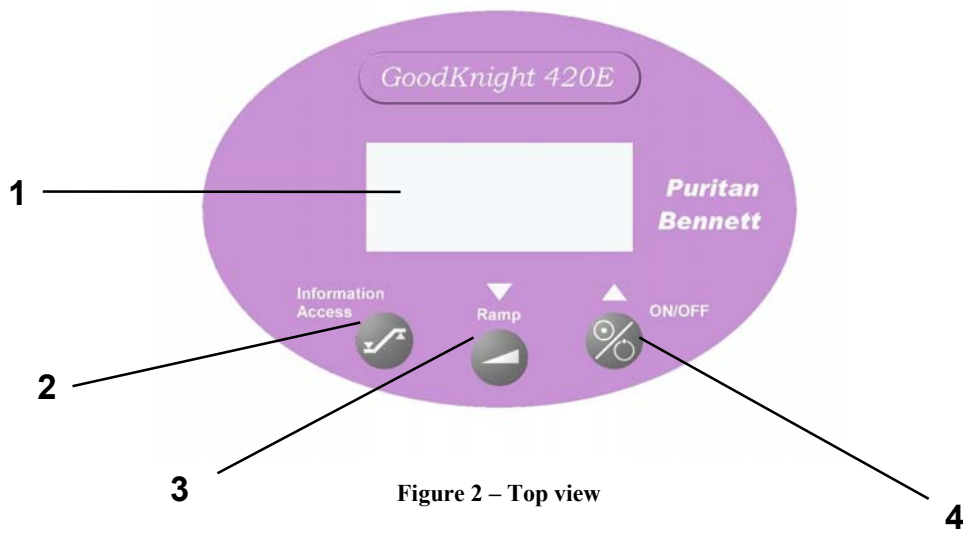 GoodKnight 420E
1
Puritan
Bennett
Information
Access
Ramp
ON/OFF
2
3
4
Figure 2 – Top view